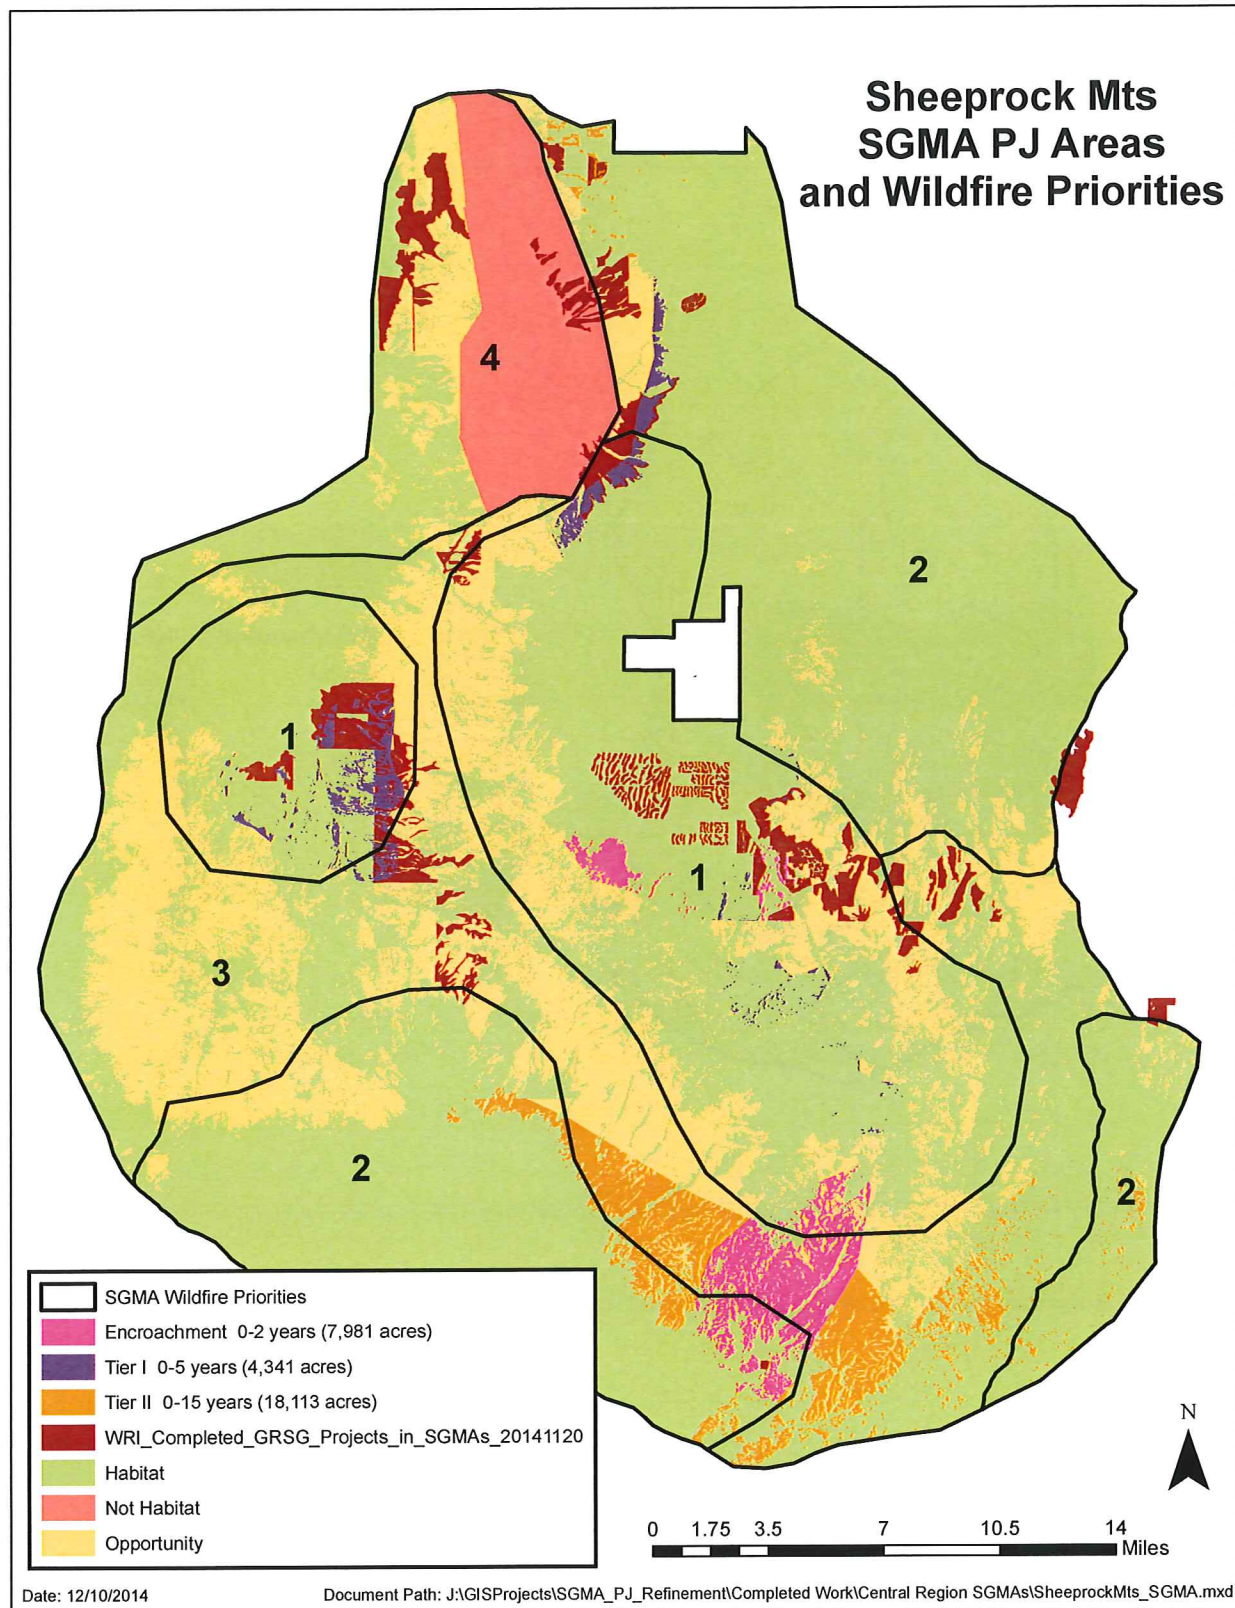 Sheeprock Mts
SGMA PJ Areas
and Wildfire Priorities
4
2
1
1
3
2
2
SGMA Wildfire Priorities
Encroachment 0-2 years (7,981 acres)
Tier I 0-5 years (4,341 acres)
Tier II 0-15 years (18,113 acres)
WRI_Completed_GRSG_Projects_in_SGMAs_20141120
Habitat
Not Habitat
Opportunity
N
0 1.75 3.5 7 10.5 14
Miles
Date: 12/10/2014 Document Path: J:\GISProjects\SGMA_PJ_Refinement\Completed Work\Central Region SGMAs\SheeprockMts_SGMA.mxd